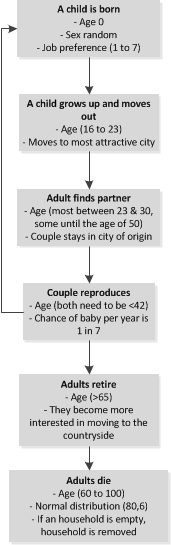 A child is born
- Age 0
- Sex random
- Job preference (1 to 7)
A child grows up and moves
out
- Age (16 to 23)
- Moves to most attractive city
Adult finds partner
- Age (most between 23 & 30,
some until the age of 50)
- Couple stays in city of origin
Couple reproduces
- Age (both need to be <42)
- Chance of baby per year is
1 in 7
Adults retire
- Age (>65)
- They become more
interested in moving to the
countryside
Adults die
- Age (60 to 100)
- Normal distribution (80,6)
- If an household is empty,
household is removed